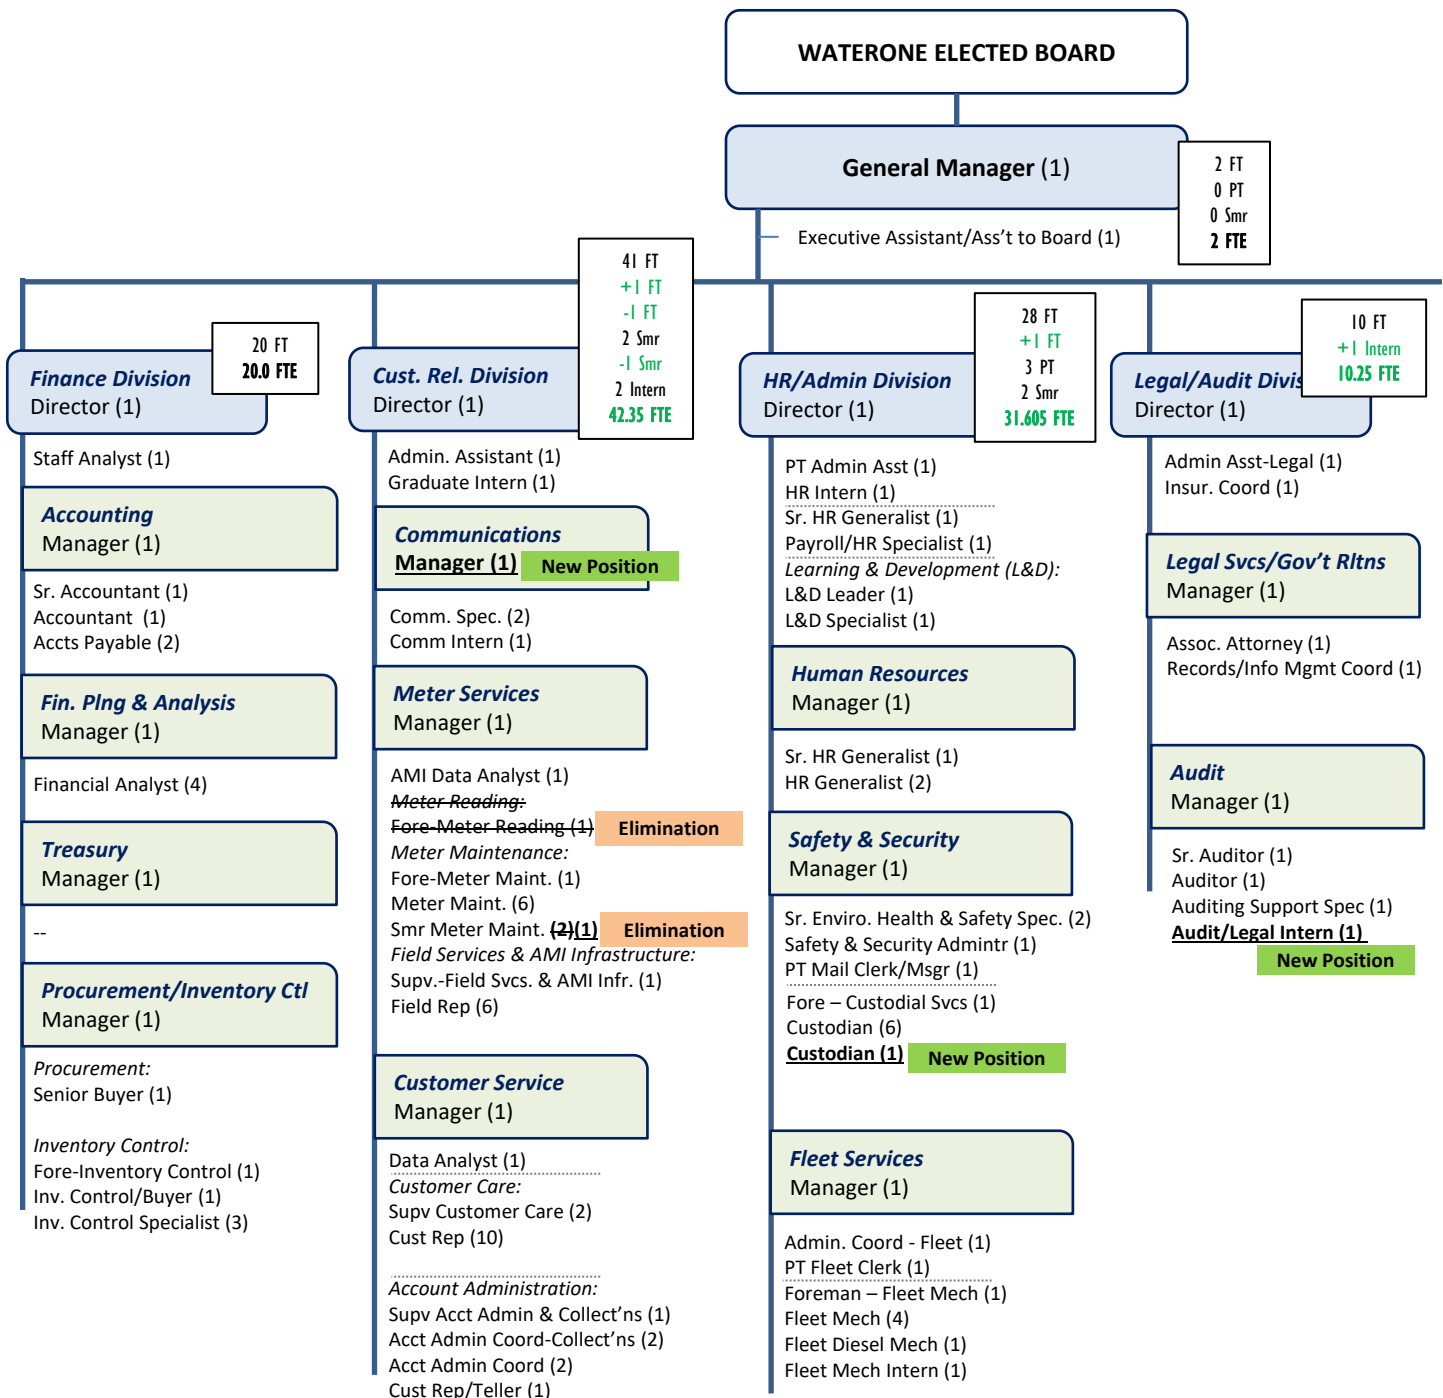 WATERONE ELECTED BOARD
General Manager (1)
2 FT
0 PT
0 Smr
2 FTE
Executive Assistant/Ass’t to Board (1)
20 FT
20.0 FTE
Finance Division
Director (1)
Staff Analyst (1)
Accounting
Manager (1)
Sr. Accountant (1)
Accountant (1)
Accts Payable (2)
Fin. Plng & Analysis
Manager (1)
Financial Analyst (4)
Treasury
Manager (1)
--
Procurement/Inventory Ctl
Manager (1)
Procurement:
Senior Buyer (1)
Inventory Control:
Fore-Inventory Control (1)
Inv. Control/Buyer (1)
Inv. Control Specialist (3)
41 FT
+1 FT
-1 FT
2 Smr
-1 Smr
2 Intern
42.35 FTE
Cust. Rel. Division
Director (1)
Admin. Assistant (1)
Graduate Intern (1)
Communications
Manager (1) New Position
Comm. Spec. (2)
Comm Intern (1)
Meter Services
Manager (1)
AMI Data Analyst (1)
Meter Reading:
Fore-Meter Reading (1) Elimination
Meter Maintenance:
Fore-Meter Maint. (1)
Meter Maint. (6)
Smr Meter Maint. (2)(1) Elimination
Field Services & AMI Infrastructure:
Supv.-Field Svcs. & AMI Infr. (1)
Field Rep (6)
Customer Service
Manager (1)
Data Analyst (1)
Customer Care:
Supv Customer Care (2)
Cust Rep (10)
Account Administration:
Supv Acct Admin & Collect’ns (1)
Acct Admin Coord-Collect’ns (2)
Acct Admin Coord (2)
Cust Rep/Teller (1)
28 FT
+1 FT
3 PT
2 Smr
31.605 FTE
HR/Admin Division
Director (1)
PT Admin Asst (1)
HR Intern (1)
Sr. HR Generalist (1)
Payroll/HR Specialist (1)
Learning & Development (L&D):
L&D Leader (1)
L&D Specialist (1)
Human Resources
Manager (1)
Sr. HR Generalist (1)
HR Generalist (2)
Safety & Security
Manager (1)
Sr. Enviro. Health & Safety Spec. (2)
Safety & Security Admintr (1)
PT Mail Clerk/Msgr (1)
Fore – Custodial Svcs (1)
Custodian (6)
Custodian (1) New Position
Fleet Services
Manager (1)
Admin. Coord - Fleet (1)
PT Fleet Clerk (1)
Foreman – Fleet Mech (1)
Fleet Mech (4)
Fleet Diesel Mech (1)
Fleet Mech Intern (1)
10 FT
+1 Intern
10.25 FTE
Legal/Audit Divis
Director (1)
Admin Asst-Legal (1)
Insur. Coord (1)
Legal Svcs/Gov’t Rltns
Manager (1)
Assoc. Attorney (1)
Records/Info Mgmt Coord (1)
Audit
Manager (1)
Sr. Auditor (1)
Auditor (1)
Auditing Support Spec (1)
Audit/Legal Intern (1)
New Position